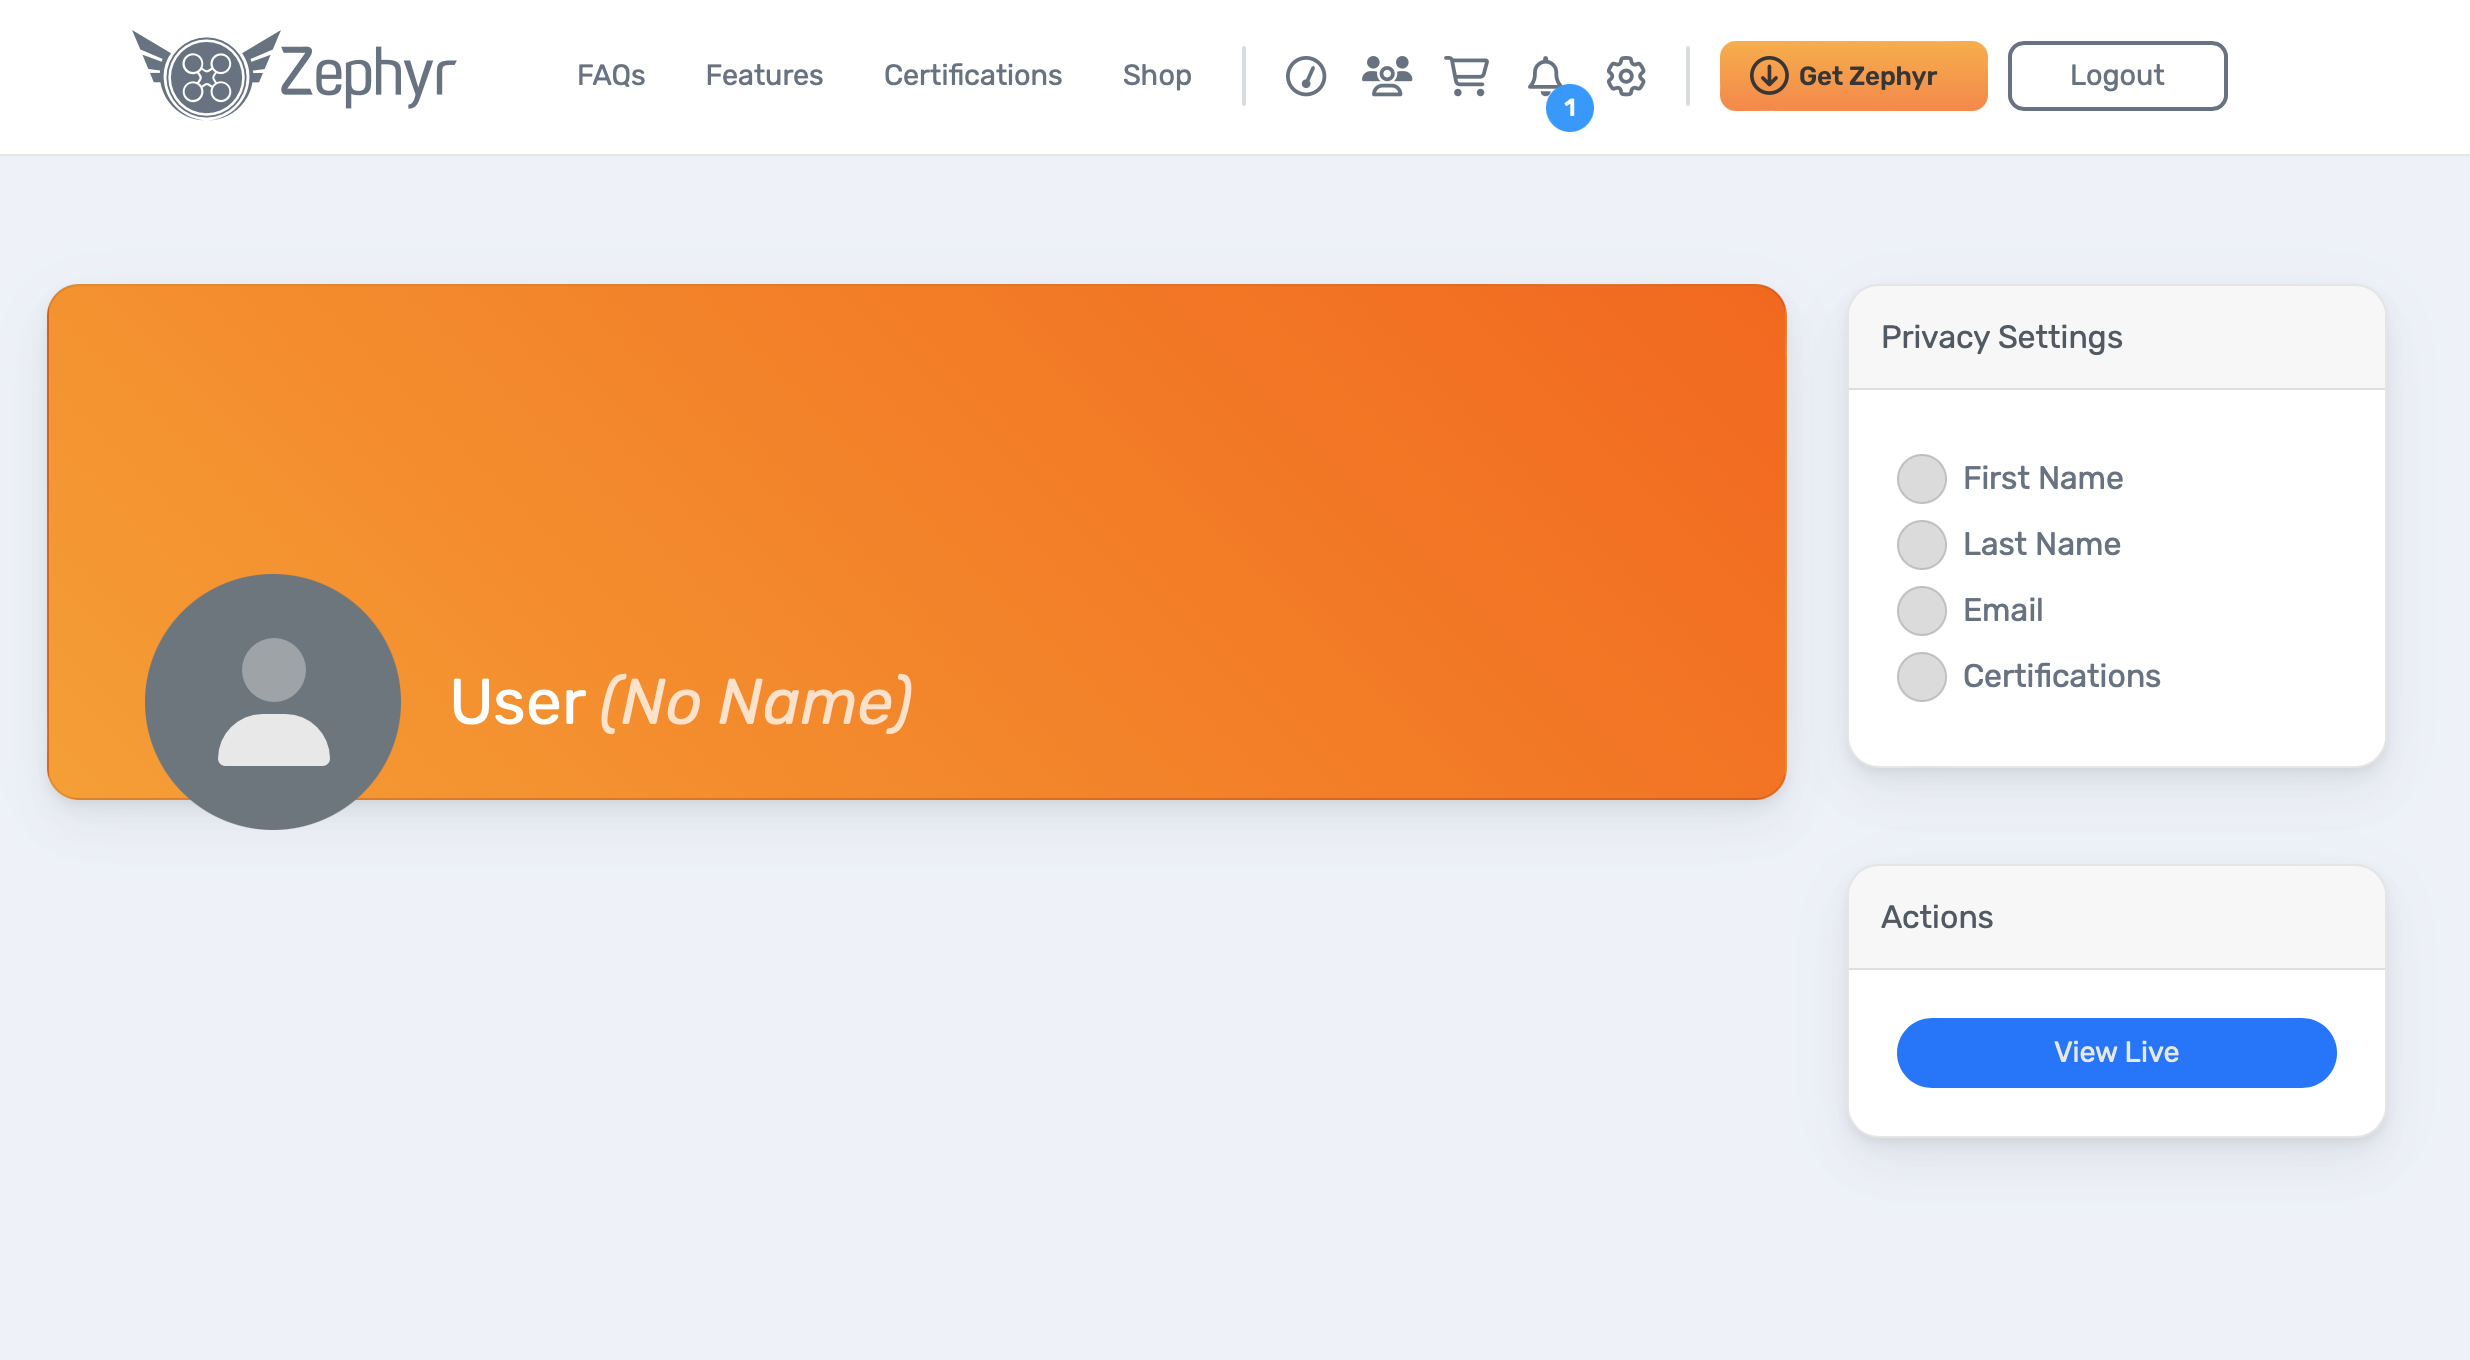 Zephyr
FAQs Features Certifications Shop 1 Get Zephyr Logout
User (No Name)
Privacy Settings
First Name
Last Name
Email
Certifications
Actions
View Live